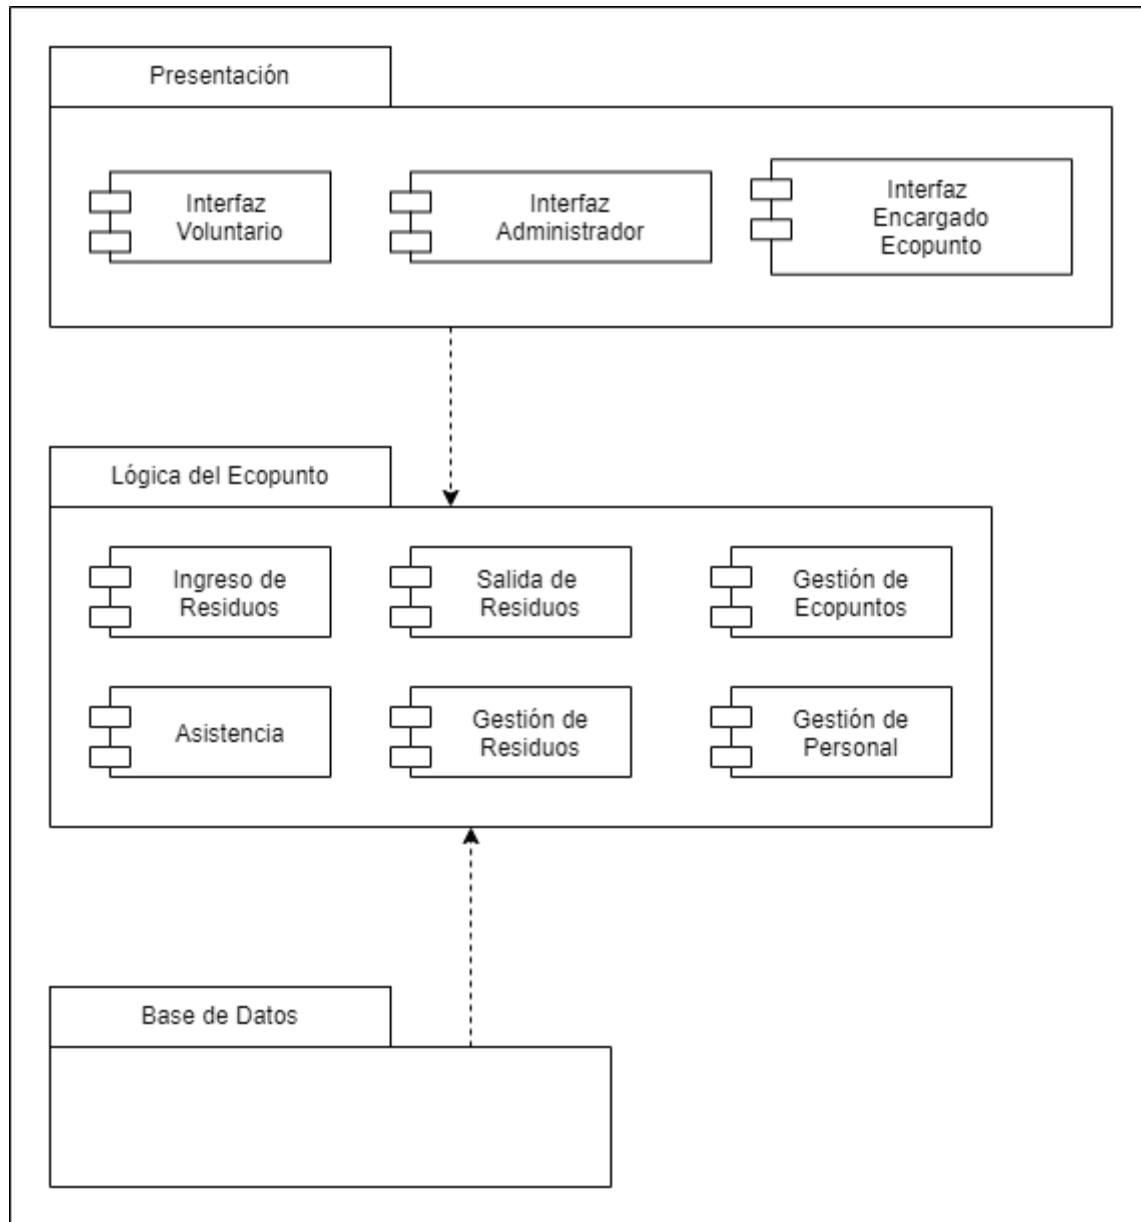 Presentación
Interfaz
Voluntario
Interfaz
Administrador
Interfaz
Encargado
Ecopunto
Lógica del Ecopunto
Ingreso de
Residuos
Salida de
Residuos
Gestión de
Ecopuntos
Asistencia
Gestión de
Residuos
Gestión de
Personal
Base de Datos